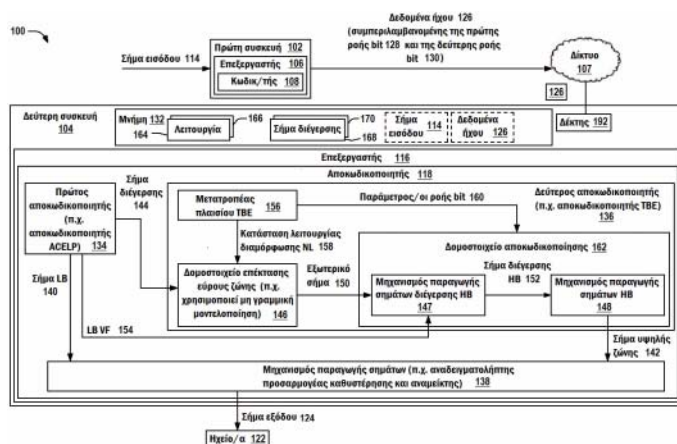 100
Σήμα εισόδου 114
Πρώτη συσκευή 102
Επεξεργαστής
106
Κωδικ/τής
108
Δεδομένα ήχου 126
(συμπεριλαμβανομένης της πρώτης
ροής bit 128 και της δεύτερης ροής
bit 130)
Δίκτυο
107
126
Δέκτης 192
Δεύτερη συσκευή
104
Μνήμη 132
164
Λειτουργία
166
Σήμα διέγερσης
170
168
Σήμα
εισόδου
114
Δεδομένα
ήχου 126
Επεξεργαστής 116
Αποκωδικοποιητής 118
Πρώτος
αποκωδικοποιητής
(π.χ.
αποκωδικοποιητής
ACELP) 134
Σήμα
διέγερσης
144
Μετατροπέας
πλαισίου TBE 156
Παράμετρος/οι ροής bit 160
Δεύτερος αποκωδικοποιητής
(π.χ. αποκωδικοποιητής TBE)
136
Κατάσταση λειτουργίας
διαμόρφωσης NL 158
Δομοστοιχείο αποκωδικοποίησης 162
Σήμα LB
140
Δομοστοιχείο επέκτασης
εύρους ζώνης (π.χ.
χρησιμοποιεί μη γραμμική
μοντελοποίηση) 146
Εξωτερικό
σήμα 150
Μηχανισμός παραγωγής
σημάτων διέγερσης HB
147
Σήμα διέγερσης
HB 152
Μηχανισμός παραγωγής
σημάτων HB
148
LB VF 154
Σήμα υψηλής
ζώνης 142
Μηχανισμός παραγωγής σημάτων (π.χ. αναδειγματολήπτης
προσαρμογέας καθυστέρησης και αναμείκτης) 138
Σήμα εξόδου 124
Ηχείο/α 122